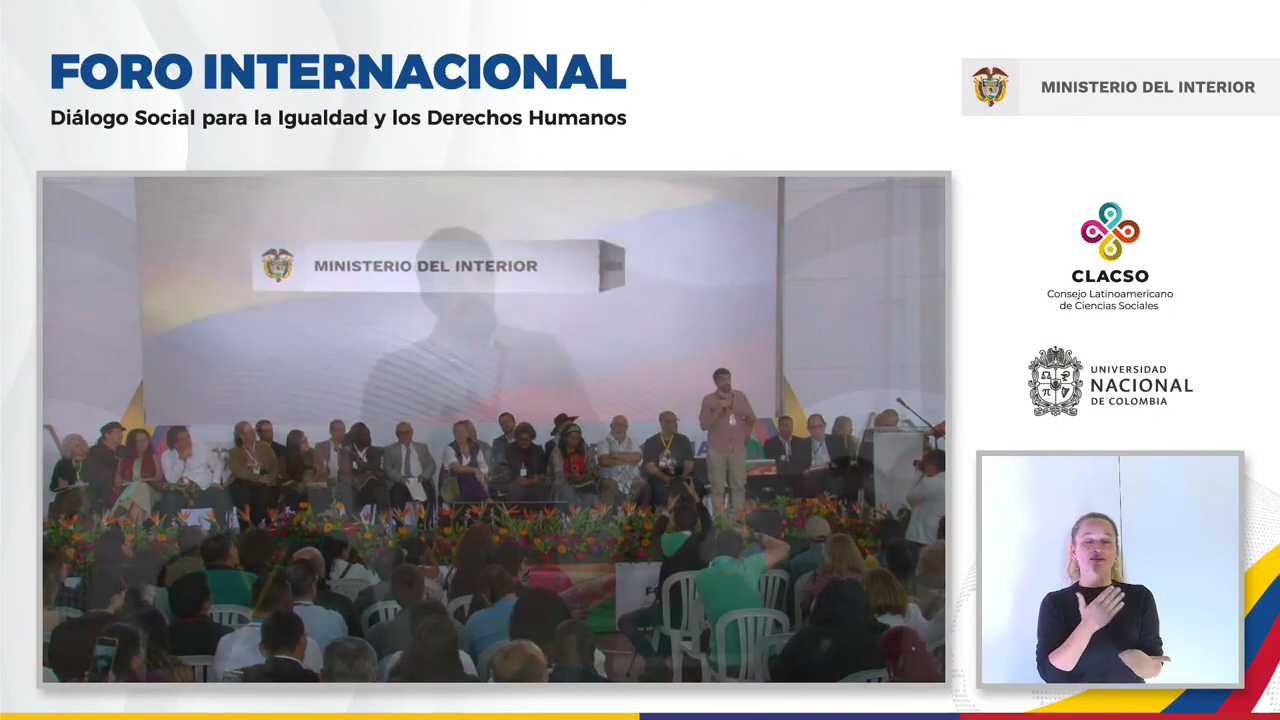 FORO INTERNACIONAL
Diálogo Social para la Igualdad y los Derechos Humanos
MINISTERIO DEL INTERIOR
MINISTERIO DEL INTERIOR
CLACSO
Consejo Latinoamericano
de Ciencias Sociales
UNIVERSIDAD
NACIONAL
DE COLOMBIA